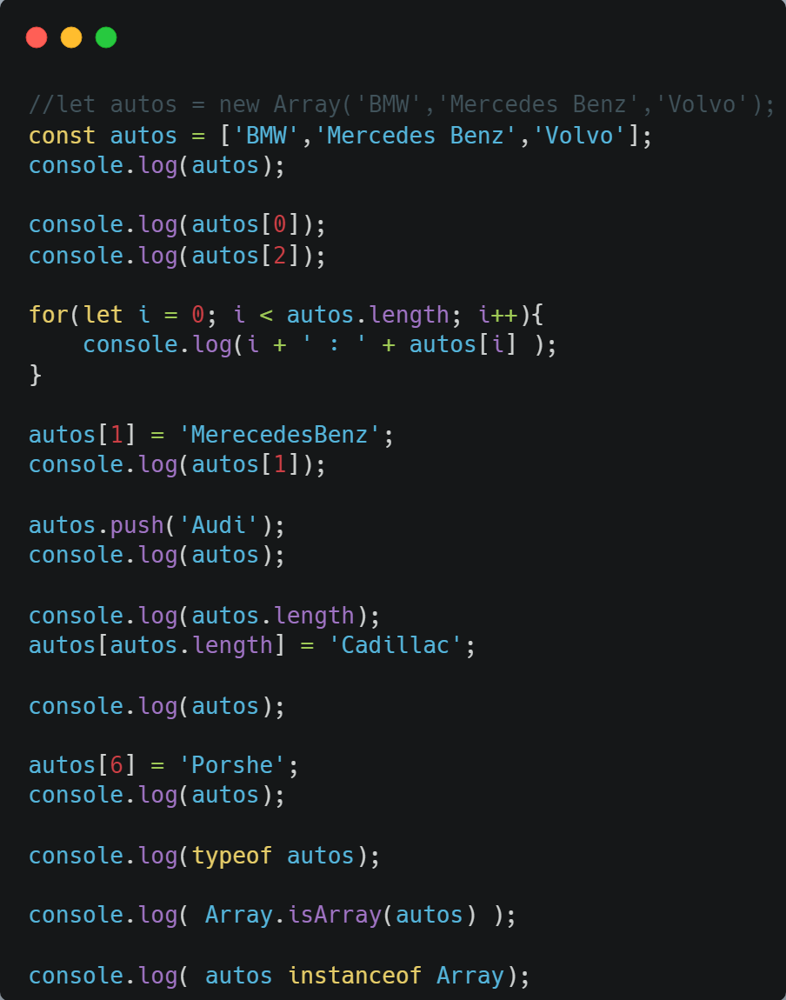 //let autos = new Array('BMW','Mercedes Benz','Volvo');
const autos = ['BMW','Mercedes Benz','Volvo'];
console.log(autos);

console.log(autos[0]);
console.log(autos[2]);

for(let i = 0; i < autos.length; i++){
    console.log(i + ' : ' + autos[i] );
}

autos[1] = 'MerecedesBenz';
console.log(autos[1]);

autos.push('Audi');
console.log(autos);

console.log(autos.length);
autos[autos.length] = 'Cadillac';

console.log(autos);

autos[6] = 'Porshe';
console.log(autos);

console.log(typeof autos);

console.log( Array.isArray(autos) );

console.log( autos instanceof Array);